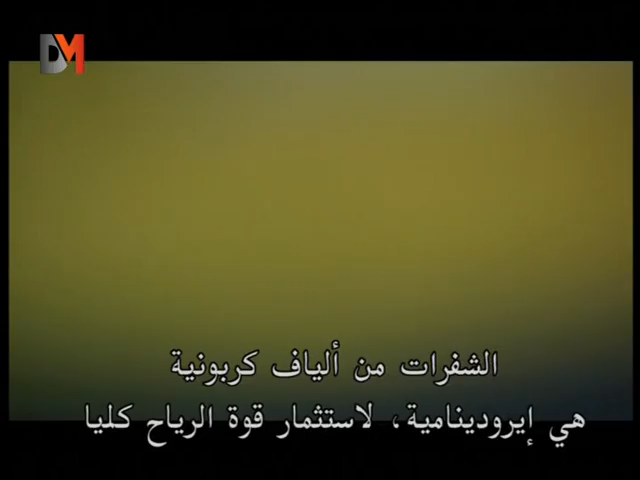 DM
الشفرات من ألياف كربونية
هي إيرودينامية، لاستثمار قوة الرياح كليا